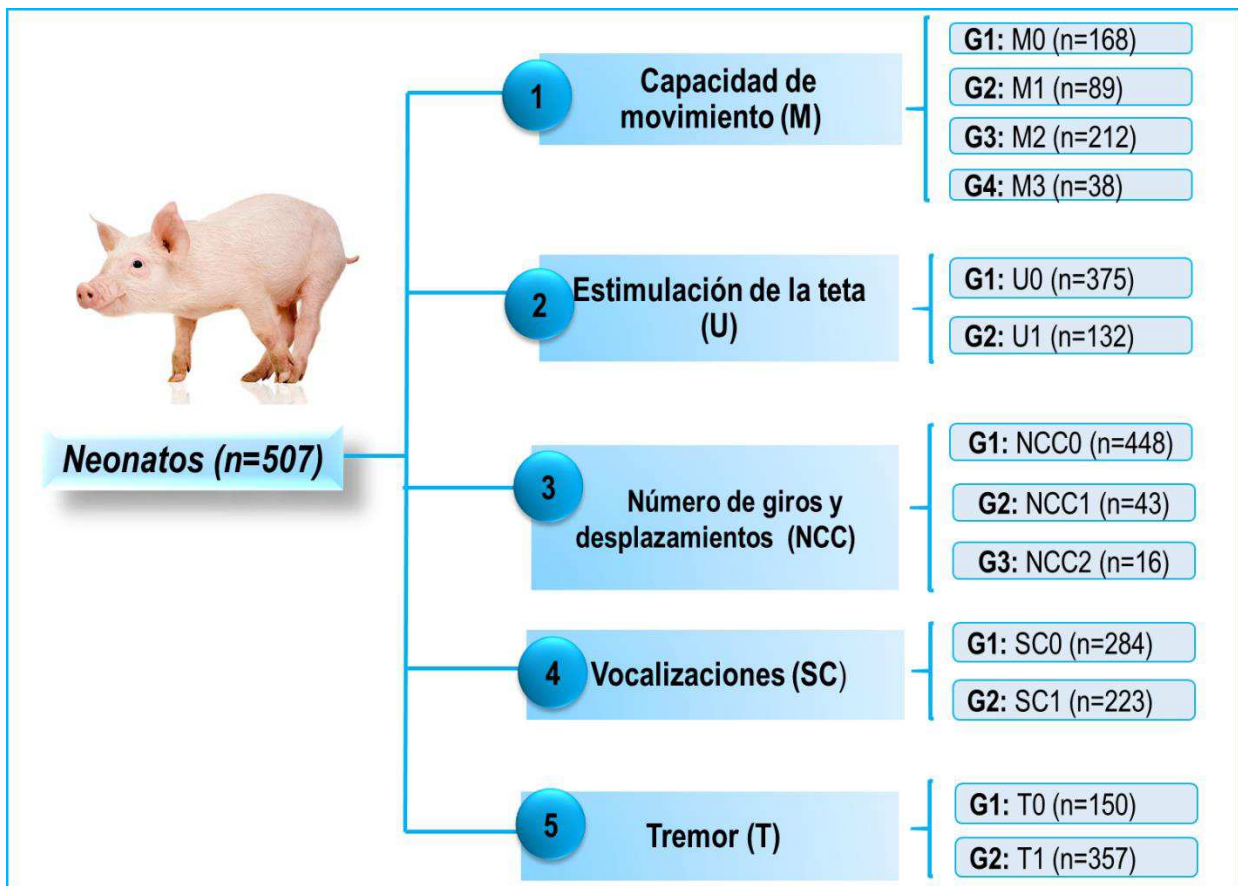 Neonatos (n=507)
1
Capacidad de
movimiento (M)
G1: M0 (n=168)
G2: M1 (n=89)
G3: M2 (n=212)
G4: M3 (n=38)
2
Estimulación de la teta
(U)
G1: U0 (n=375)
G2: U1 (n=132)
3
Número de giros y
desplazamientos (NCC)
G1: NCC0 (n=448)
G2: NCC1 (n=43)
G3: NCC2 (n=16)
4
Vocalizaciones (SC)
G1: SC0 (n=284)
G2: SC1 (n=223)
5
Tremor (T)
G1: T0 (n=150)
G2: T1 (n=357)